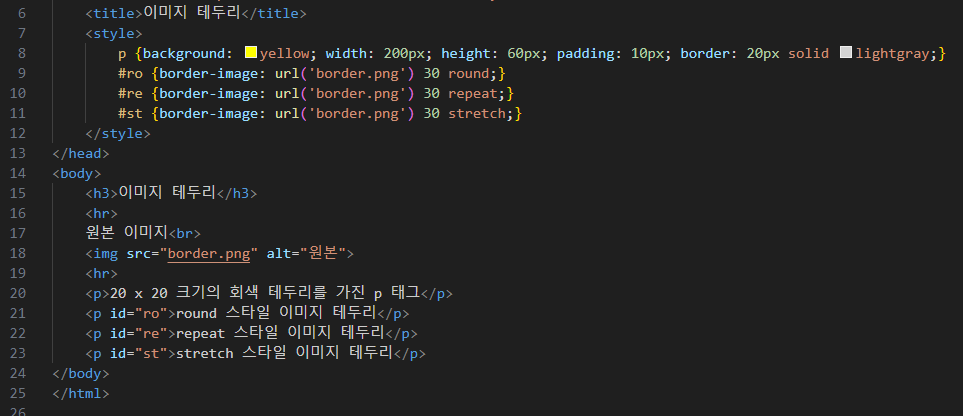 6 <title>이미지 테두리</title>
7 <style>
8 p {background: yellow; width: 200px; height: 60px; padding: 10px; border: 20px solid lightgray;}
9 #ro {border-image: url('border.png') 30 round;}
10 #re {border-image: url('border.png') 30 repeat;}
11 #st {border-image: url('border.png') 30 stretch;}
12 </style>
13 </head>
14 <body>
15 <h3>이미지 테두리</h3>
16 <hr>
17 원본 이미지<br>
18 <img src="border.png" alt="원본">
19 <hr>
20 <p>20 x 20 크기의 회색 테두리를 가진 p 태그</p>
21 <p id="ro">round 스타일 이미지 테두리</p>
22 <p id="re">repeat 스타일 이미지 테두리</p>
23 <p id="st">stretch 스타일 이미지 테두리</p>
24 </body>
25 </html>
26